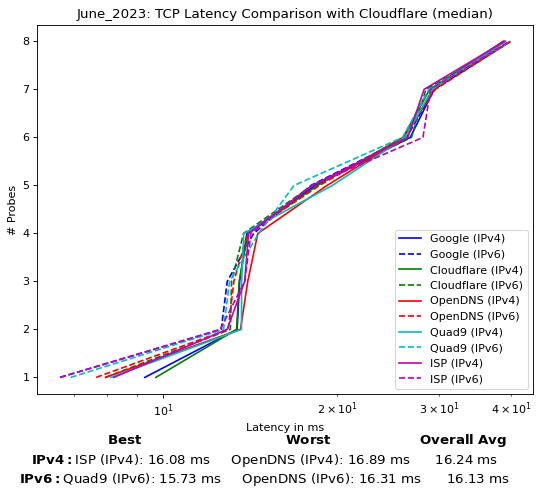 June_2023: TCP Latency Comparison with Cloudflare (median)
8
7
6
5
4
3
2
1
# Probes
Google (IPv4)
Google (IPv6)
Cloudflare (IPv4)
Cloudflare (IPv6)
OpenDNS (IPv4)
OpenDNS (IPv6)
Quad9 (IPv4)
Quad9 (IPv6)
ISP (IPv4)
ISP (IPv6)
10¹ 2 × 10¹ 3 × 10¹ 4 × 10¹
Latency in ms
Best Worst Overall Avg
IPv4: ISP (IPv4): 16.08 ms OpenDNS (IPv4): 16.89 ms 16.24 ms
IPv6: Quad9 (IPv6): 15.73 ms OpenDNS (IPv6): 16.31 ms 16.13 ms